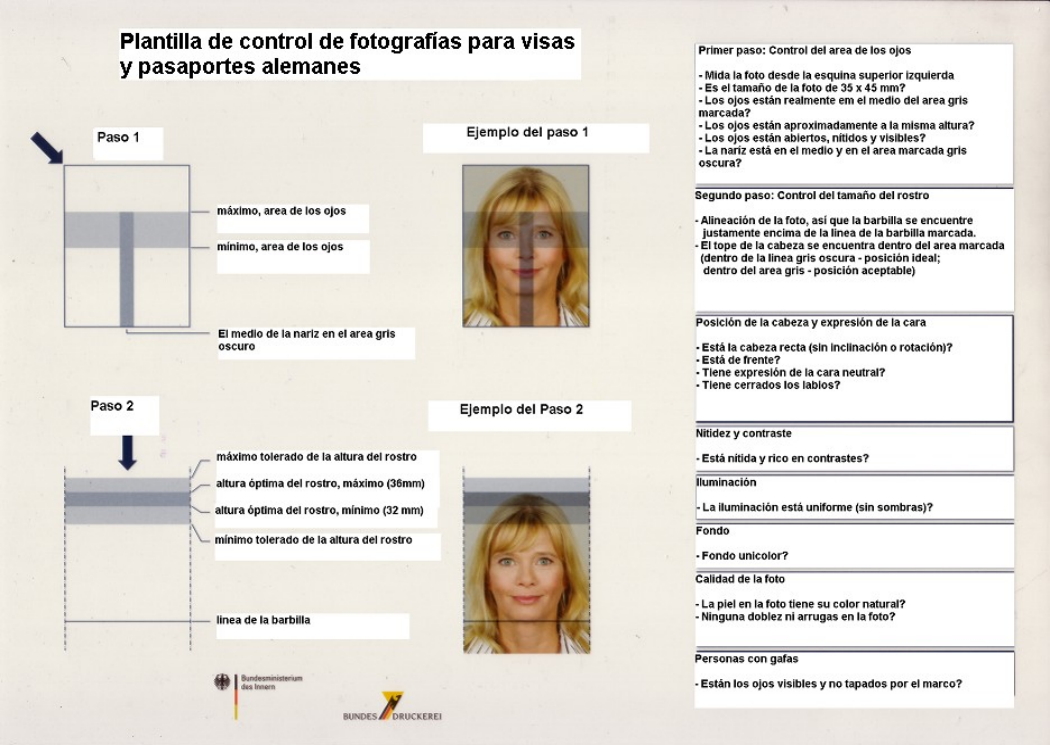 Plantilla de control de fotografías para visas
y pasaportes alemanes
Paso 1
Ejemplo del paso 1
máximo, area de los ojos
mínimo, area de los ojos
El medio de la nariz en el area gris
oscuro
Paso 2
Ejemplo del Paso 2
máximo tolerado de la altura del rostro
altura óptima del rostro, máximo (36mm)
altura óptima del rostro, mínimo (32 mm)
mínimo tolerado de la altura del rostro
linea de la barbilla
Bundesministerium
des Innern
BUNDESDRUCKEREI
Primer paso: Control del area de los ojos
- Mida la foto desde la esquina superior izquierda
- Es el tamaño de la foto de 35 x 45 mm?
- Los ojos están realmente em el medio del area gris
marcada?
- Los ojos están aproximadamente a la misma altura?
- Los ojos están abiertos, nítidos y visibles?
- La naríz está en el medio y en el area marcada gris
oscura?
Segundo paso: Control del tamaño del rostro
- Alineación de la foto, así que la barbilla se encuentre
justamente encima de la linea de la barbilla marcada.
- El tope de la cabeza se encuentra dentro del area marcada
(dentro de la linea gris oscura - posición ideal;
dentro del area gris - posición aceptable)
Posición de la cabeza y expresión de la cara
- Está la cabeza recta (sin inclinación o rotación)?
- Está de frente?
- Tiene expresión de la cara neutral?
- Tiene cerrados los labios?
Nitidez y contraste
- Está nítida y rico en contrastes?
Iluminación
- La iluminación está uniforme (sin sombras)?
Fondo
- Fondo unicolor?
Calidad de la foto
- La piel en la foto tiene su color natural?
- Ninguna doblez ni arrugas en la foto?
Personas con gafas
- Están los ojos visibles y no tapados por el marco?